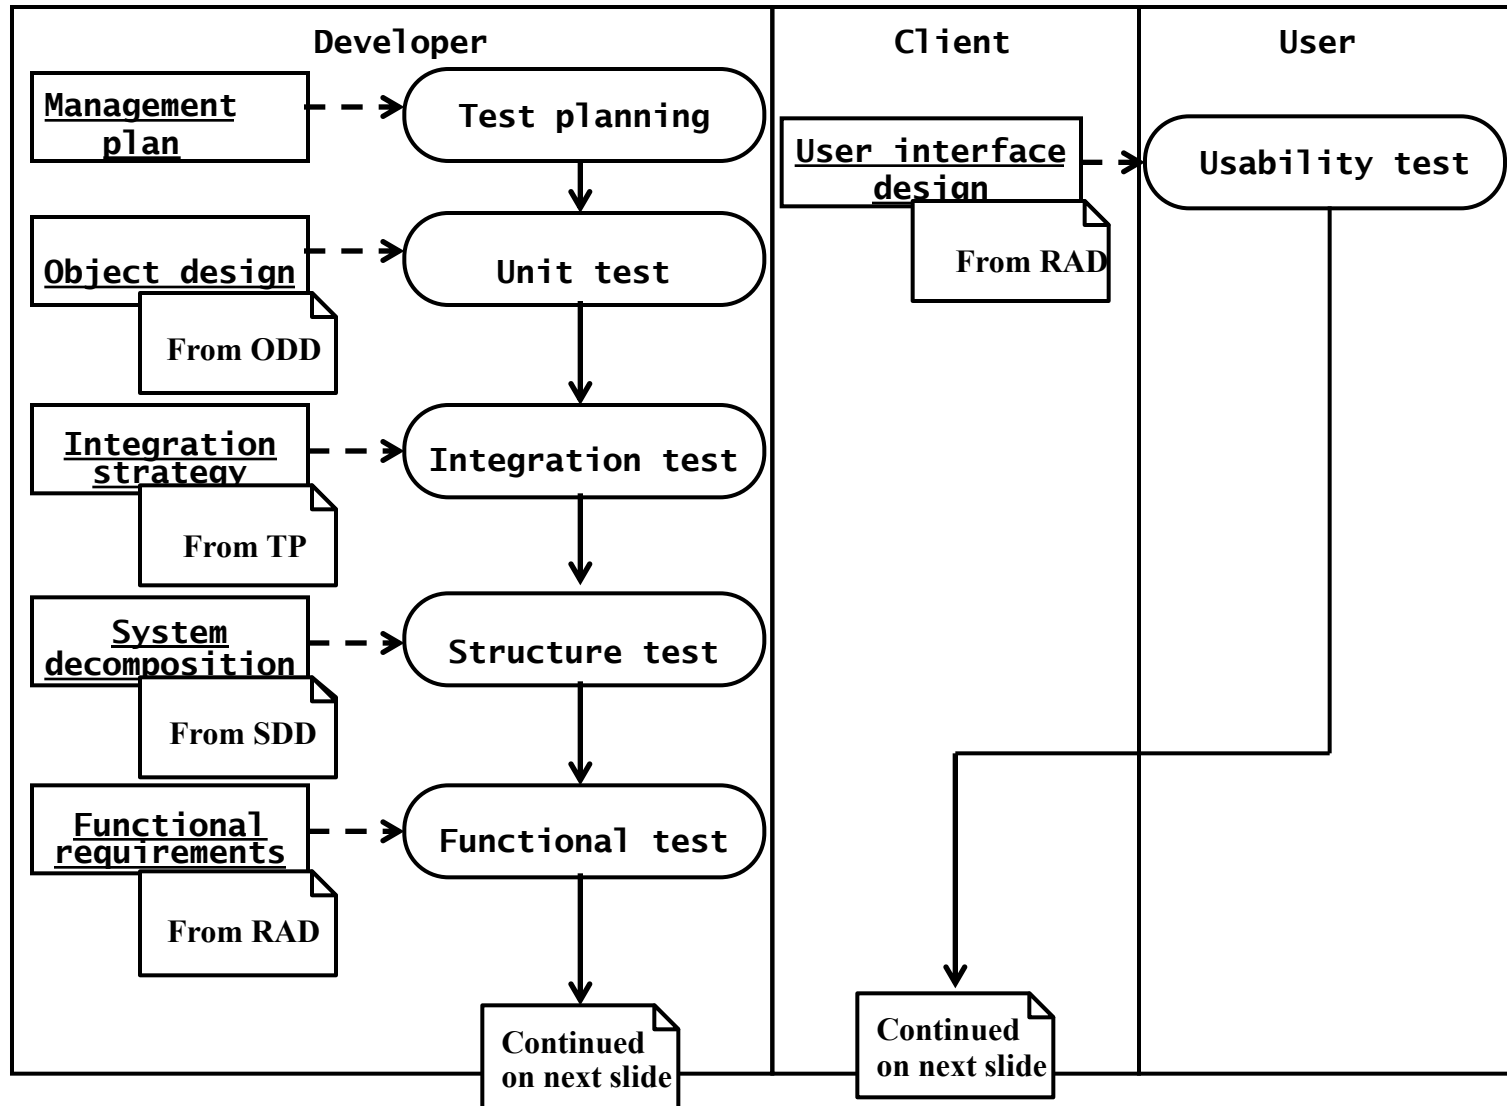 Developer
Client
User
Management
plan
Test planning
User interface
design
From RAD
Usability test
Object design
From ODD
Unit test
Integration
strategy
From TP
Integration test
System
decomposition
From SDD
Structure test
Functional
requirements
From RAD
Functional test
Continued
on next slide
Continued
on next slide